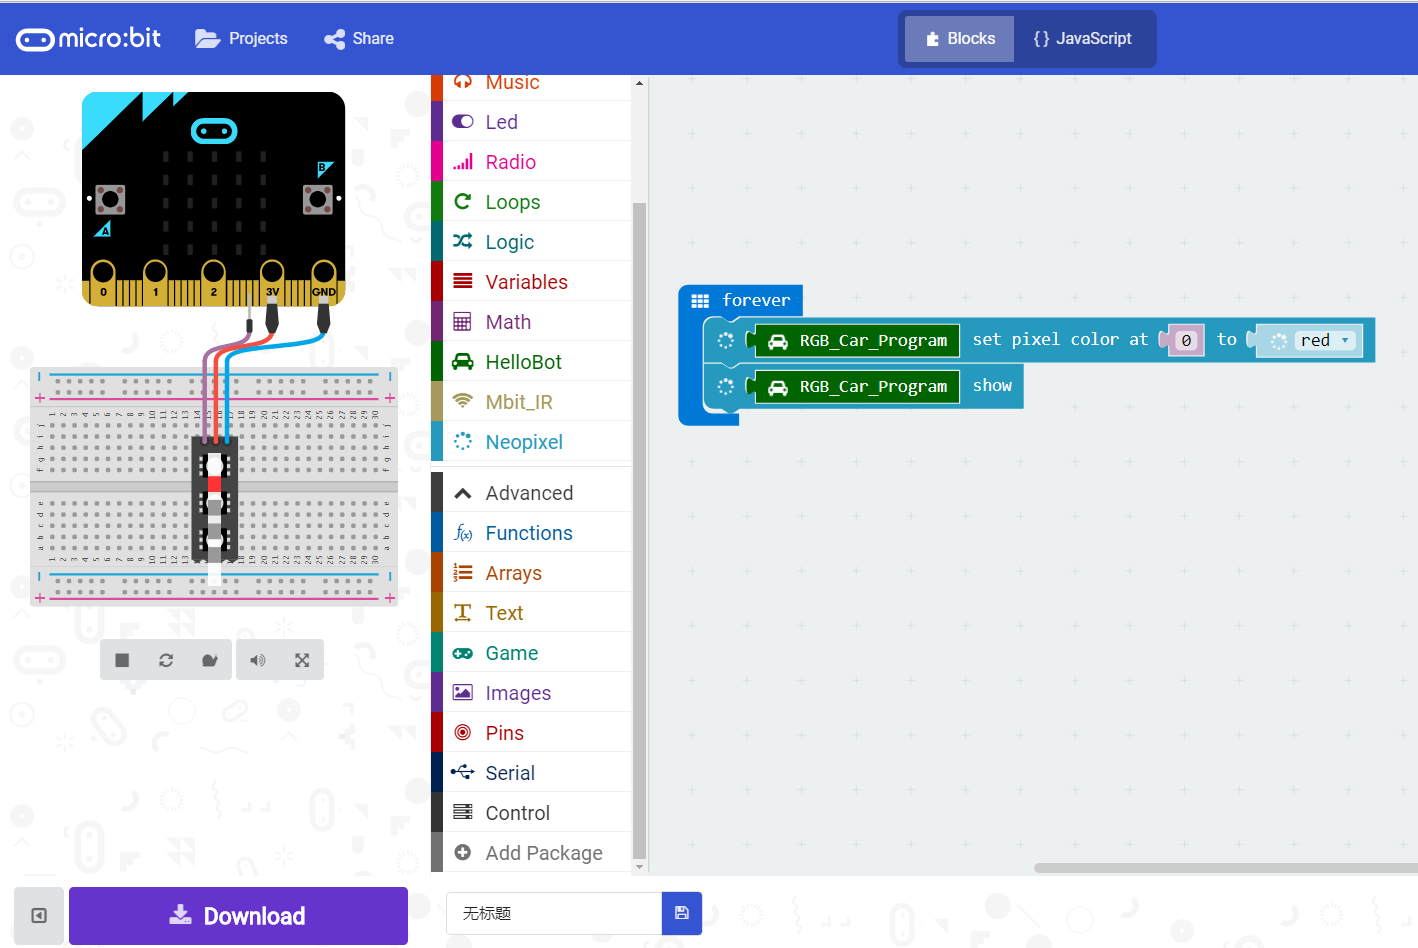 micro:bit
Projects
Share
Blocks
{ } JavaScript
B
A
0 1 2 3V GND
Music
Led
Radio
Loops
Logic
Variables
Math
HelloBot
Mbit_IR
Neopixel
Advanced
Functions
Arrays
Text
Game
Images
Pins
Serial
Control
Add Package
forever
RGB_Car_Program set pixel color at 0 to red
RGB_Car_Program show
Download
无标题